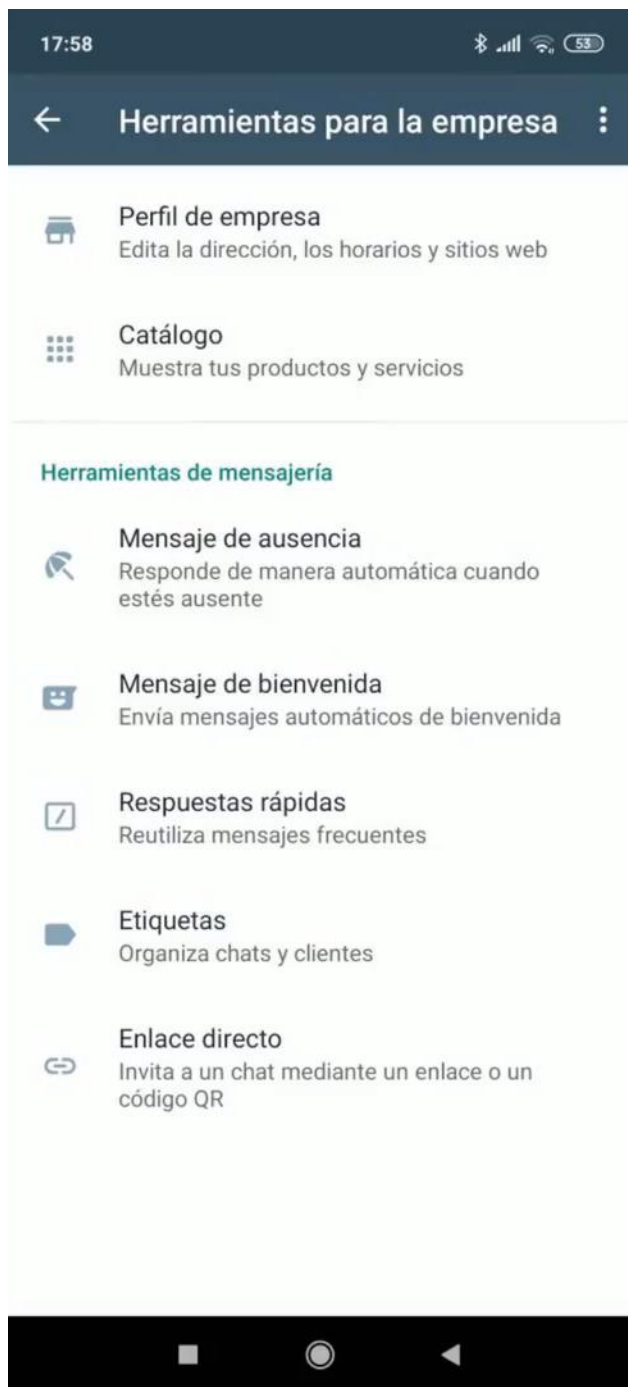 17:58
53
Herramientas para la empresa
Perfil de empresa
Edita la dirección, los horarios y sitios web
Catálogo
Muestra tus productos y servicios
Herramientas de mensajería
Mensaje de ausencia
Responde de manera automática cuando
estés ausente
Mensaje de bienvenida
Envía mensajes automáticos de bienvenida
Respuestas rápidas
Reutiliza mensajes frecuentes
Etiquetas
Organiza chats y clientes
Enlace directo
Invita a un chat mediante un enlace o un
código QR